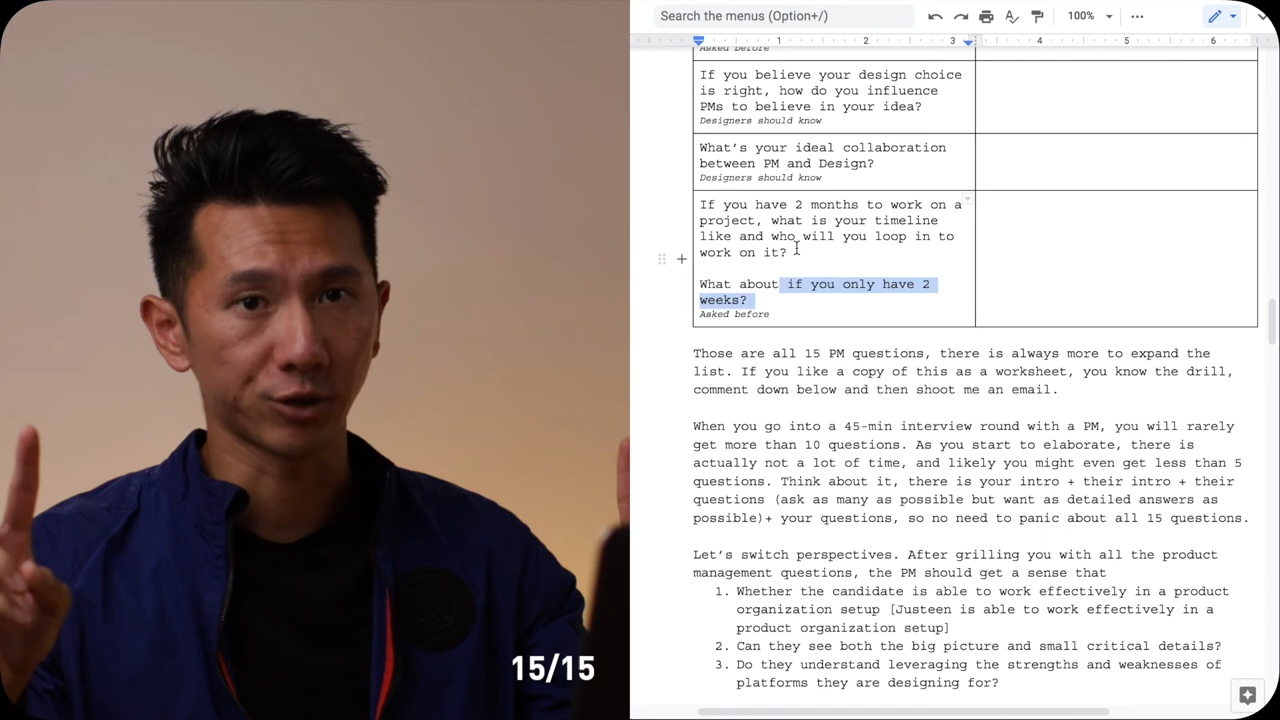 Search the menus (Option+/)
100%
1
2
3
4
5
6
Asked before
If you believe your design choice
is right, how do you influence
PMs to believe in your idea?
Designers should know
What's your ideal collaboration
between PM and Design?
Designers should know
If you have 2 months to work on a
project, what is your timeline
like and who will you loop in to
work on it?
What about if you only have 2
weeks?
Asked before
Those are all 15 PM questions, there is always more to expand the
list. If you like a copy of this as a worksheet, you know the drill,
comment down below and then shoot me an email.
When you go into a 45-min interview round with a PM, you will rarely
get more than 10 questions. As you start to elaborate, there is
actually not a lot of time, and likely you might even get less than 5
questions. Think about it, there is your intro + their intro + their
questions (ask as many as possible but want as detailed answers as
possible)+ your questions, so no need to panic about all 15 questions.
Let's switch perspectives. After grilling you with all the product
management questions, the PM should get a sense that
1. Whether the candidate is able to work effectively in a product
organization setup [Justeen is able to work effectively in a
product organization setup]
2. Can they see both the big picture and small critical details?
3. Do they understand leveraging the strengths and weaknesses of
platforms they are designing for?
15/15